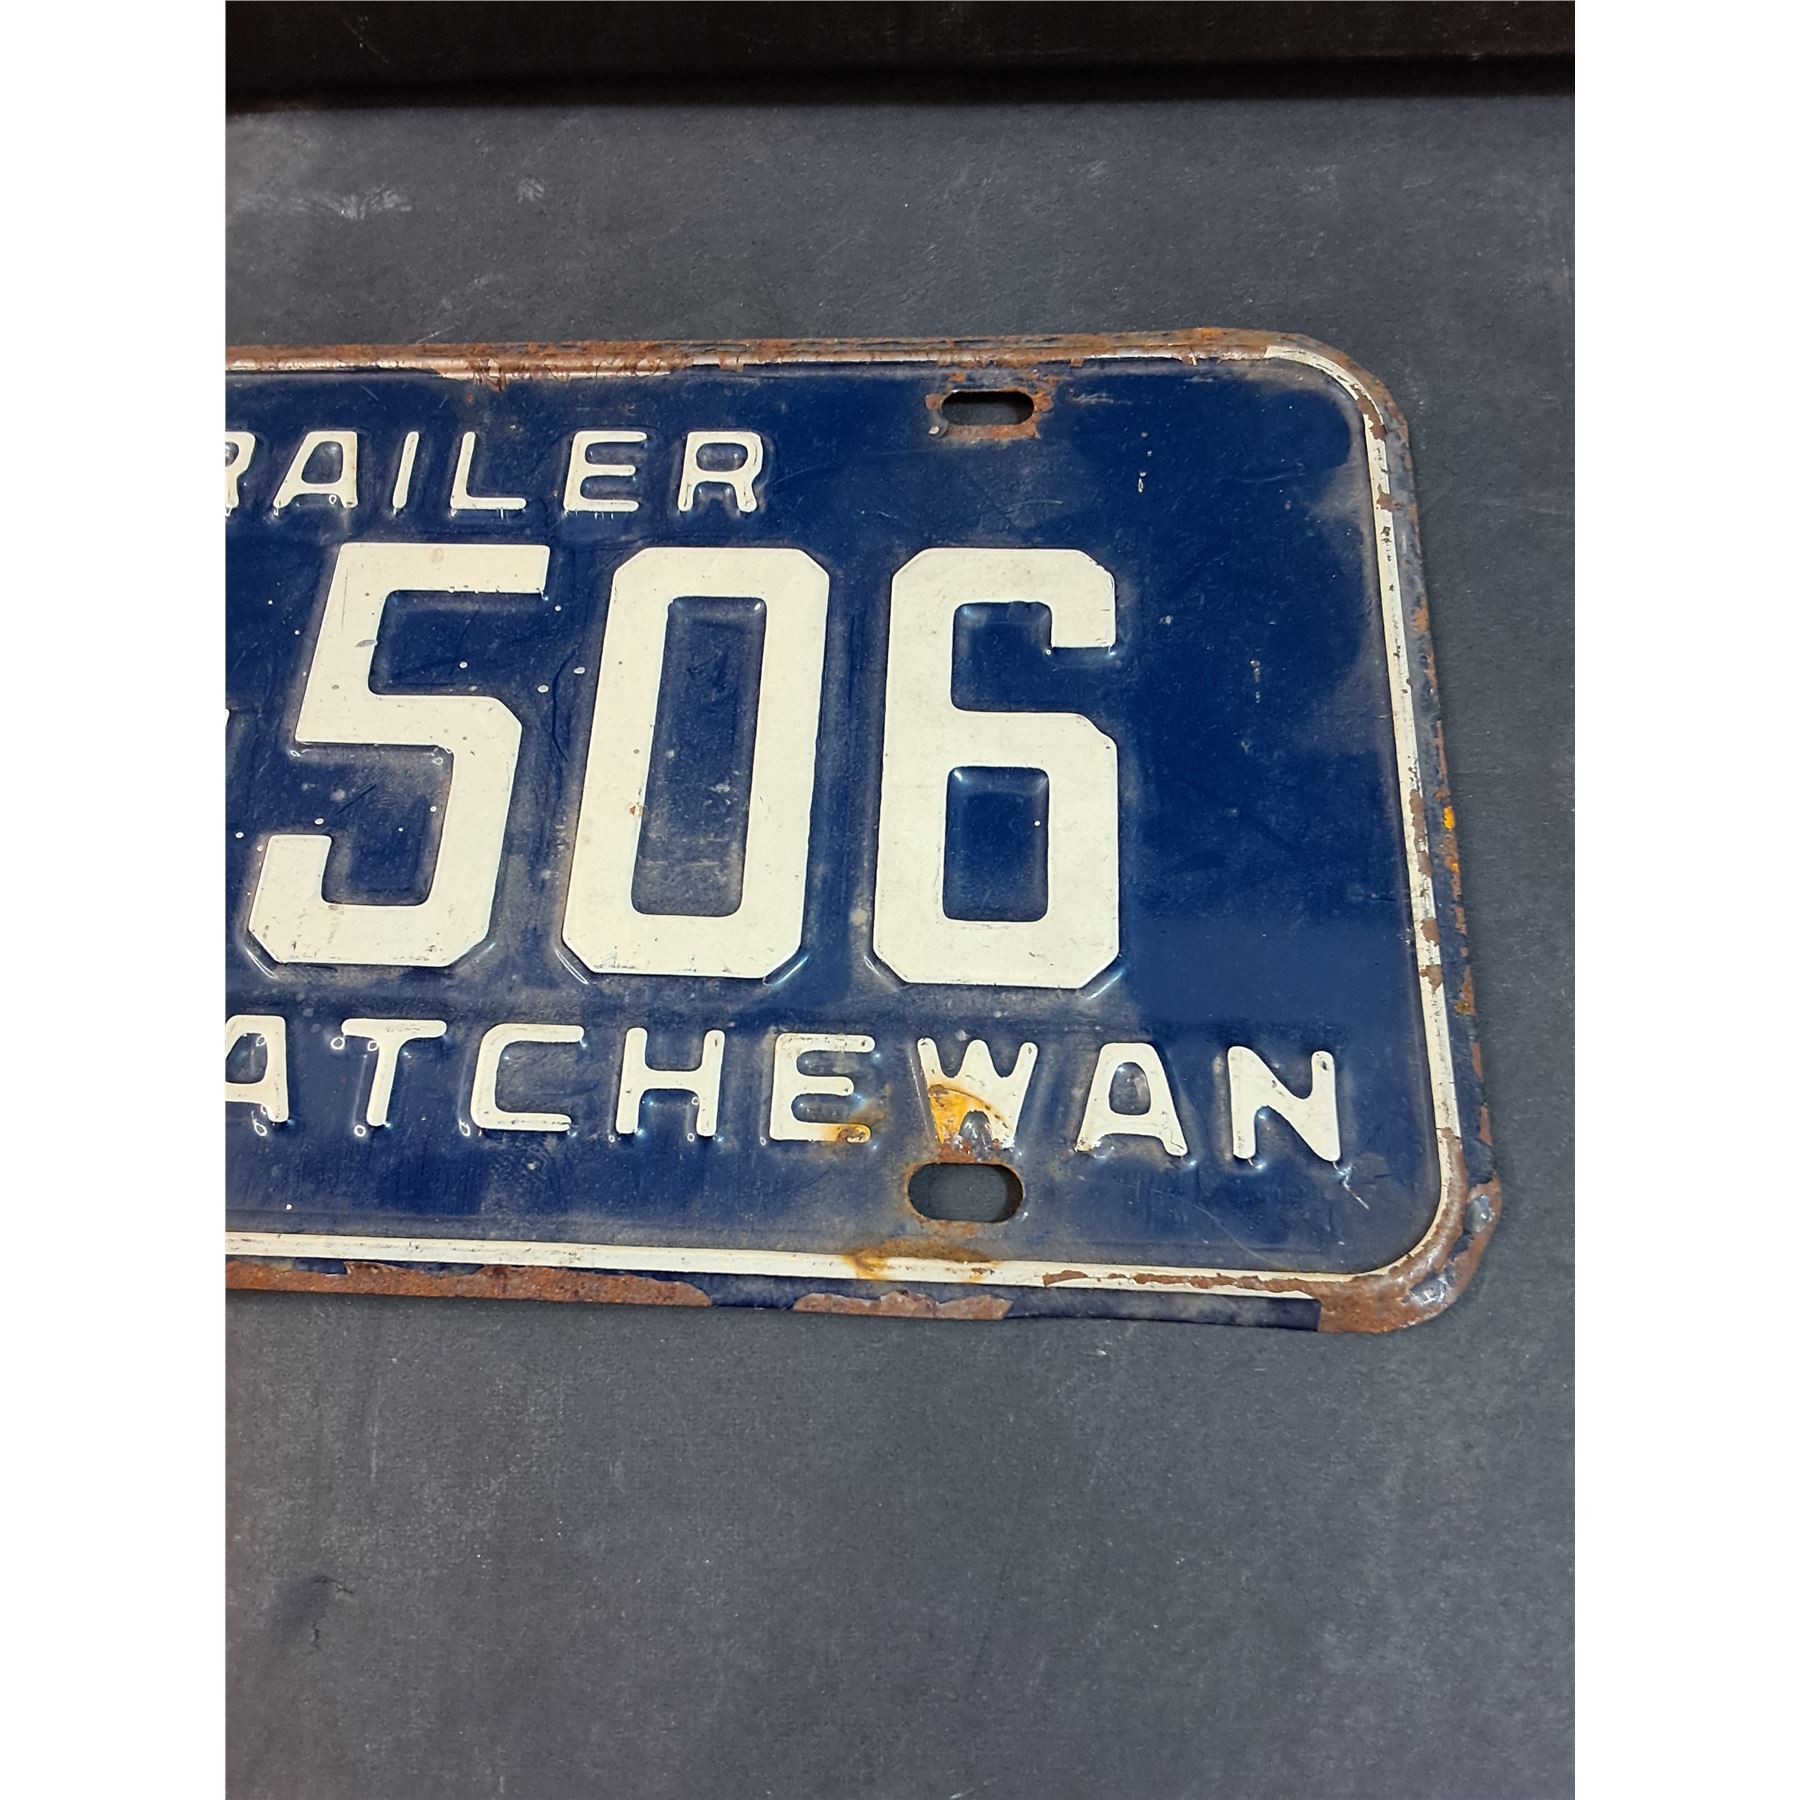 RAILER
506
ATCHEWAN